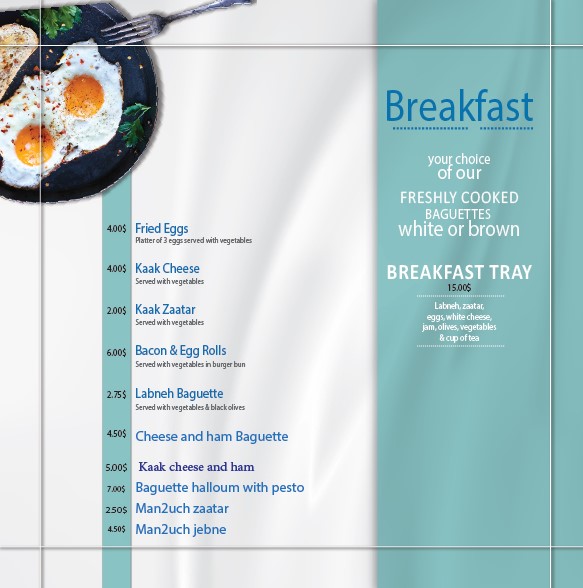 Breakfast
your choice
of our
FRESHLY COOKED
BAGUETTES
white or brown
BREAKFAST TRAY
15.00$
Labneh, zaatar,
eggs, white cheese,
jam, olives, vegetables
& cup of tea
4.00$ Fried Eggs
Platter of 3 eggs served with vegetables
4.00$ Kaak Cheese
Served with vegetables
2.00$ Kaak Zaatar
Served with vegetables
6.00$ Bacon & Egg Rolls
Served with vegetables in burger bun
2.75$ Labneh Baguette
Served with vegetables & black olives
4.50$ Cheese and ham Baguette
5.00$ Kaak cheese and ham
7.00$ Baguette halloum with pesto
2.50$ Man2uch zaatar
4.50$ Man2uch jebne